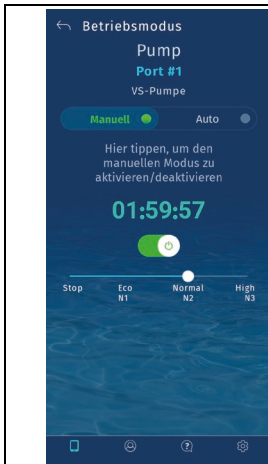 Betriebsmodus
Pump
Port #1
VS-Pumpe
Manuell Auto
Hier tippen, um den
manuellen Modus zu
aktivieren/deaktivieren
01:59:57
Stop Eco Normal High
N1 N2 N3
?